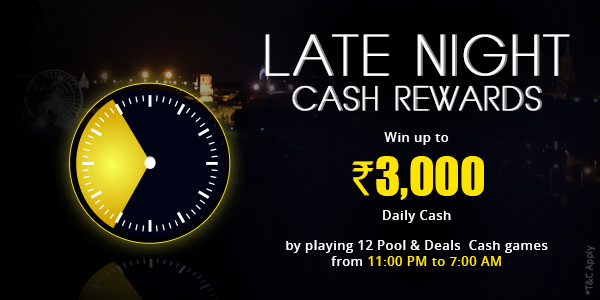 LATE NIGHT
CASH REWARDS
Win up to
₹3,000
Daily Cash
by playing 12 Pool & Deals Cash games
from 11:00 PM to 7:00 AM
*T&C Apply